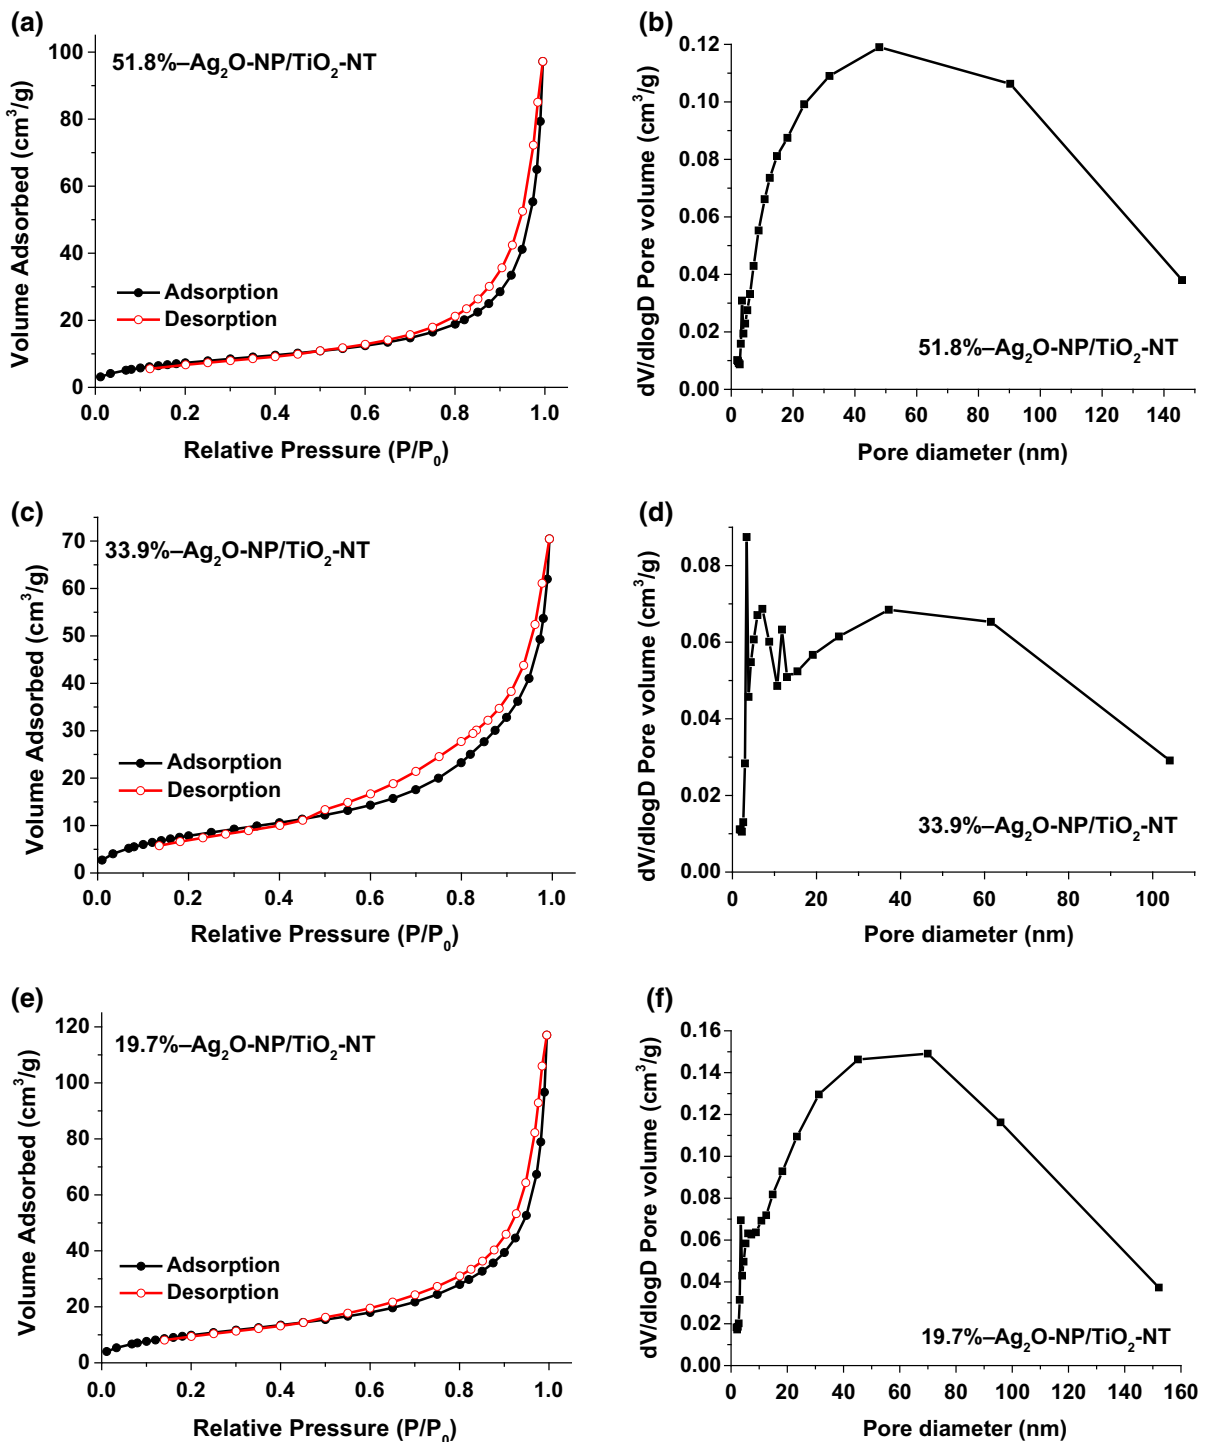 (a)
51.8%–Ag₂O-NP/TiO₂-NT
Volume Adsorbed (cm³/g)
100
80
60
40
20
0
Adsorption
Desorption
0.0 0.2 0.4 0.6 0.8 1.0
Relative Pressure (P/P₀)
(b)
dV/dlogD Pore volume (cm³/g)
0.12
0.10
0.08
0.06
0.04
0.02
0.00
51.8%–Ag₂O-NP/TiO₂-NT
0 20 40 60 80 100 120 140
Pore diameter (nm)
(c)
33.9%–Ag₂O-NP/TiO₂-NT
Volume Adsorbed (cm³/g)
70
60
50
40
30
20
10
0
Adsorption
Desorption
0.0 0.2 0.4 0.6 0.8 1.0
Relative Pressure (P/P₀)
(d)
dV/dlogD Pore volume (cm³/g)
0.08
0.06
0.04
0.02
0.00
33.9%–Ag₂O-NP/TiO₂-NT
0 20 40 60 80 100
Pore diameter (nm)
(e)
19.7%–Ag₂O-NP/TiO₂-NT
Volume Adsorbed (cm³/g)
120
100
80
60
40
20
0
Adsorption
Desorption
0.0 0.2 0.4 0.6 0.8 1.0
Relative Pressure (P/P₀)
(f)
dV/dlogD Pore volume (cm³/g)
0.16
0.14
0.12
0.10
0.08
0.06
0.04
0.02
0.00
19.7%–Ag₂O-NP/TiO₂-NT
0 20 40 60 80 100 120 140 160
Pore diameter (nm)